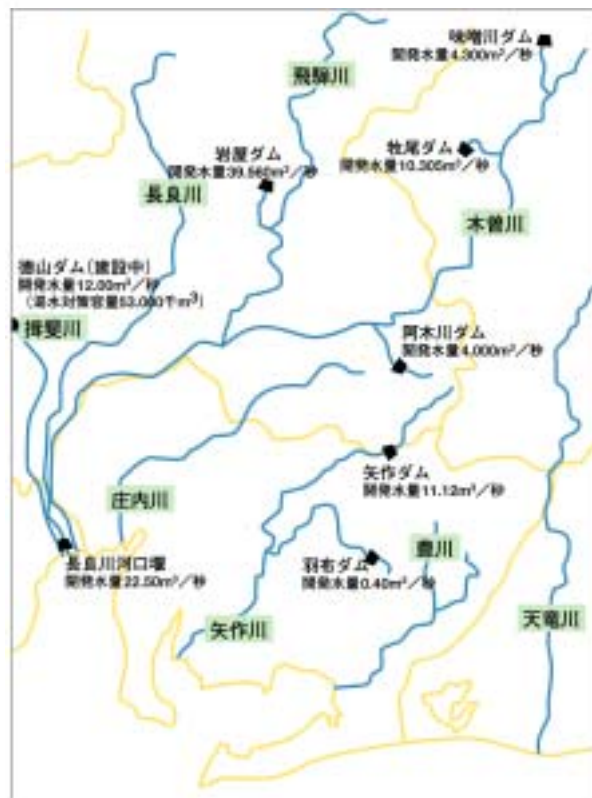 味噌川ダム
開発水量4.300m³／秒
飛騨川
牧尾ダム
開発水量10.305m³／秒
岩屋ダム
開発水量39.560m³／秒
長良川
木曽川
徳山ダム（建設中）
開発水量12.00m³／秒
（渇水対策容量53,000千m³）
揖斐川
阿木川ダム
開発水量4.000m³／秒
矢作ダム
開発水量11.12m³／秒
庄内川
長良川河口堰
開発水量22.50m³／秒
羽布ダム
開発水量0.40m³／秒
豊川
矢作川
天竜川